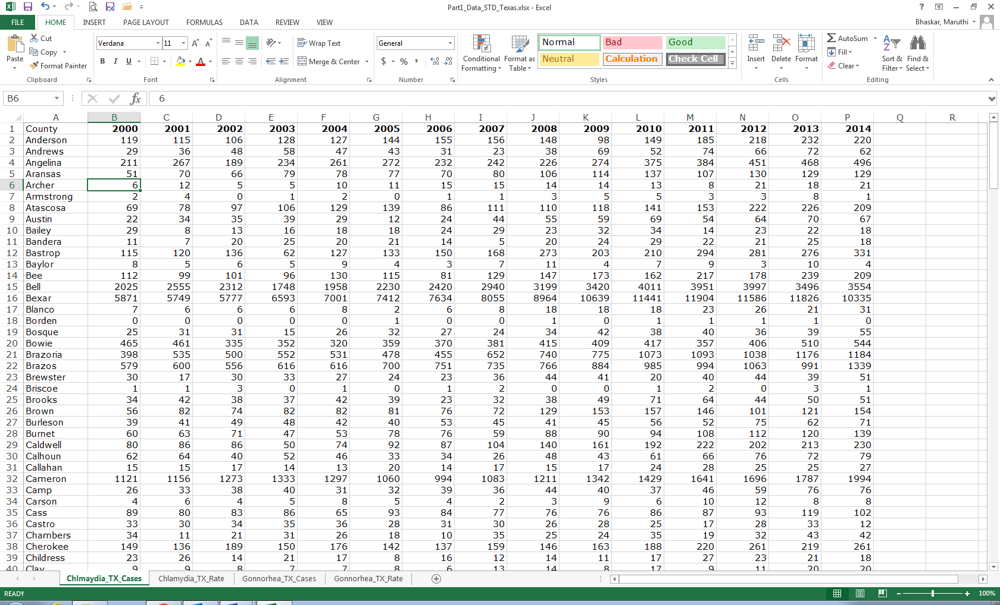 Part1_Data_STD_Texas.xlsx - Excel
FILE HOME INSERT PAGE LAYOUT FORMULAS DATA REVIEW VIEW Bhaskar, Maruthi
Paste Cut Copy Format Painter Clipboard
Verdana 11 B I U A Font
Wrap Text Merge & Center Alignment
General $ % Number
Conditional Formatting Format as Table
Normal Bad Good
Neutral Calculation Check Cell
Styles
Insert Delete Format Cells
AutoSum Fill Clear Sort & Filter Find & Select Editing
B6 fx 6
A B C D E F G H I J K L M N O P Q R
1 County 2000 2001 2002 2003 2004 2005 2006 2007 2008 2009 2010 2011 2012 2013 2014
2 Anderson 119 115 106 128 127 144 155 156 148 98 149 185 218 232 220
3 Andrews 29 36 48 58 47 43 31 23 38 69 52 74 66 72 62
4 Angelina 211 267 189 234 261 272 232 242 226 274 375 384 451 468 496
5 Aransas 51 70 66 79 78 77 70 80 106 114 137 107 130 129 129
6 Archer 6 12 5 5 10 11 15 15 14 14 13 8 21 18 21
7 Armstrong 2 4 0 1 2 0 1 1 3 5 5 3 3 8 1
8 Atascosa 69 78 97 106 129 139 86 111 110 118 141 153 222 226 209
9 Austin 22 34 35 39 29 12 24 44 55 59 69 54 64 70 67
10 Bailey 29 8 13 16 18 18 24 29 23 32 34 14 23 22 18
11 Bandera 11 7 20 25 20 21 14 5 20 24 29 22 21 25 18
12 Bastrop 115 120 136 62 127 133 150 168 273 203 210 294 281 276 331
13 Baylor 8 5 6 5 9 4 3 7 11 4 7 9 3 10 4
14 Bee 112 99 101 96 130 115 81 129 147 173 162 217 178 239 209
15 Bell 2025 2555 2312 1748 1958 2230 2420 2940 3199 3420 4011 3951 3997 3496 3554
16 Bexar 5871 5749 5777 6593 7001 7412 7634 8055 8964 10639 11441 11904 11586 11826 10335
17 Blanco 7 6 6 6 8 2 6 8 18 18 18 23 26 21 31
18 Borden 0 0 0 0 0 1 0 0 1 0 1 1 1 1 0
19 Bosque 25 31 31 15 26 32 27 24 34 42 38 40 36 39 55
20 Bowie 465 461 335 352 320 359 370 381 415 409 417 357 406 510 544
21 Brazoria 398 535 500 552 531 478 455 652 740 775 1073 1093 1038 1176 1184
22 Brazos 579 600 556 616 616 700 751 735 766 884 985 994 1063 991 1339
23 Brewster 30 17 30 33 27 24 23 36 44 41 20 40 44 39 51
24 Briscoe 1 1 3 0 1 0 1 2 0 0 1 2 0 3 1
25 Brooks 34 42 38 37 42 39 23 32 38 49 71 64 44 50 51
26 Brown 56 82 74 82 82 81 76 72 129 153 157 146 101 121 154
27 Burleson 39 41 49 48 42 40 53 45 41 45 56 52 75 62 71
28 Burnet 60 63 71 47 53 78 76 59 88 90 94 108 112 120 139
29 Caldwell 80 86 86 50 74 92 87 104 140 161 192 222 202 213 230
30 Calhoun 62 64 40 52 46 33 34 26 48 43 61 66 76 72 79
31 Callahan 15 15 17 14 13 20 14 17 15 17 24 28 25 25 27
32 Cameron 1121 1156 1273 1333 1297 1060 994 1083 1211 1342 1429 1641 1696 1787 1994
33 Camp 26 33 38 40 31 32 39 36 44 40 37 46 59 76 76
34 Carson 4 6 4 5 8 5 4 2 3 9 6 10 12 8 8
35 Cass 89 80 83 86 65 93 84 77 76 76 86 87 93 119 102
36 Castro 33 30 34 35 36 28 31 30 26 28 25 17 28 33 12
37 Chambers 34 11 21 31 26 18 10 35 25 24 35 19 32 43 42
38 Cherokee 149 136 189 150 176 142 137 159 146 163 188 220 261 219 261
39 Childress 23 26 14 21 17 8 16 12 14 11 17 27 23 21 18
40 Clay 9 9 8 7 7 8 6 13 14 8 17 9 11 20 20
Chlmaydia_TX_Cases Chlamydia_TX_Rate Gonnorhea_TX_Cases Gonnorhea_TX_Rate
READY 100%